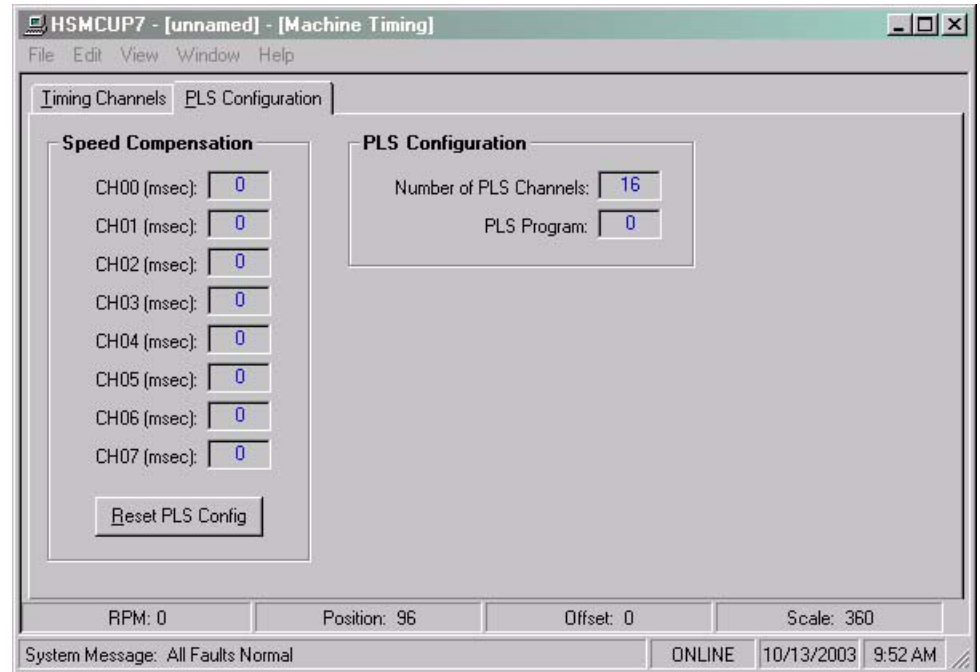 HSMCUP7 - [unnamed] - [Machine Timing]
File Edit View Window Help
Timing Channels PLS Configuration
Speed Compensation
CH00 (msec): 0
CH01 (msec): 0
CH02 (msec): 0
CH03 (msec): 0
CH04 (msec): 0
CH05 (msec): 0
CH06 (msec): 0
CH07 (msec): 0
Reset PLS Config
PLS Configuration
Number of PLS Channels: 16
PLS Program: 0
RPM: 0 Position: 96 Offset: 0 Scale: 360
System Message: All Faults Normal ONLINE 10/13/2003 9:52 AM